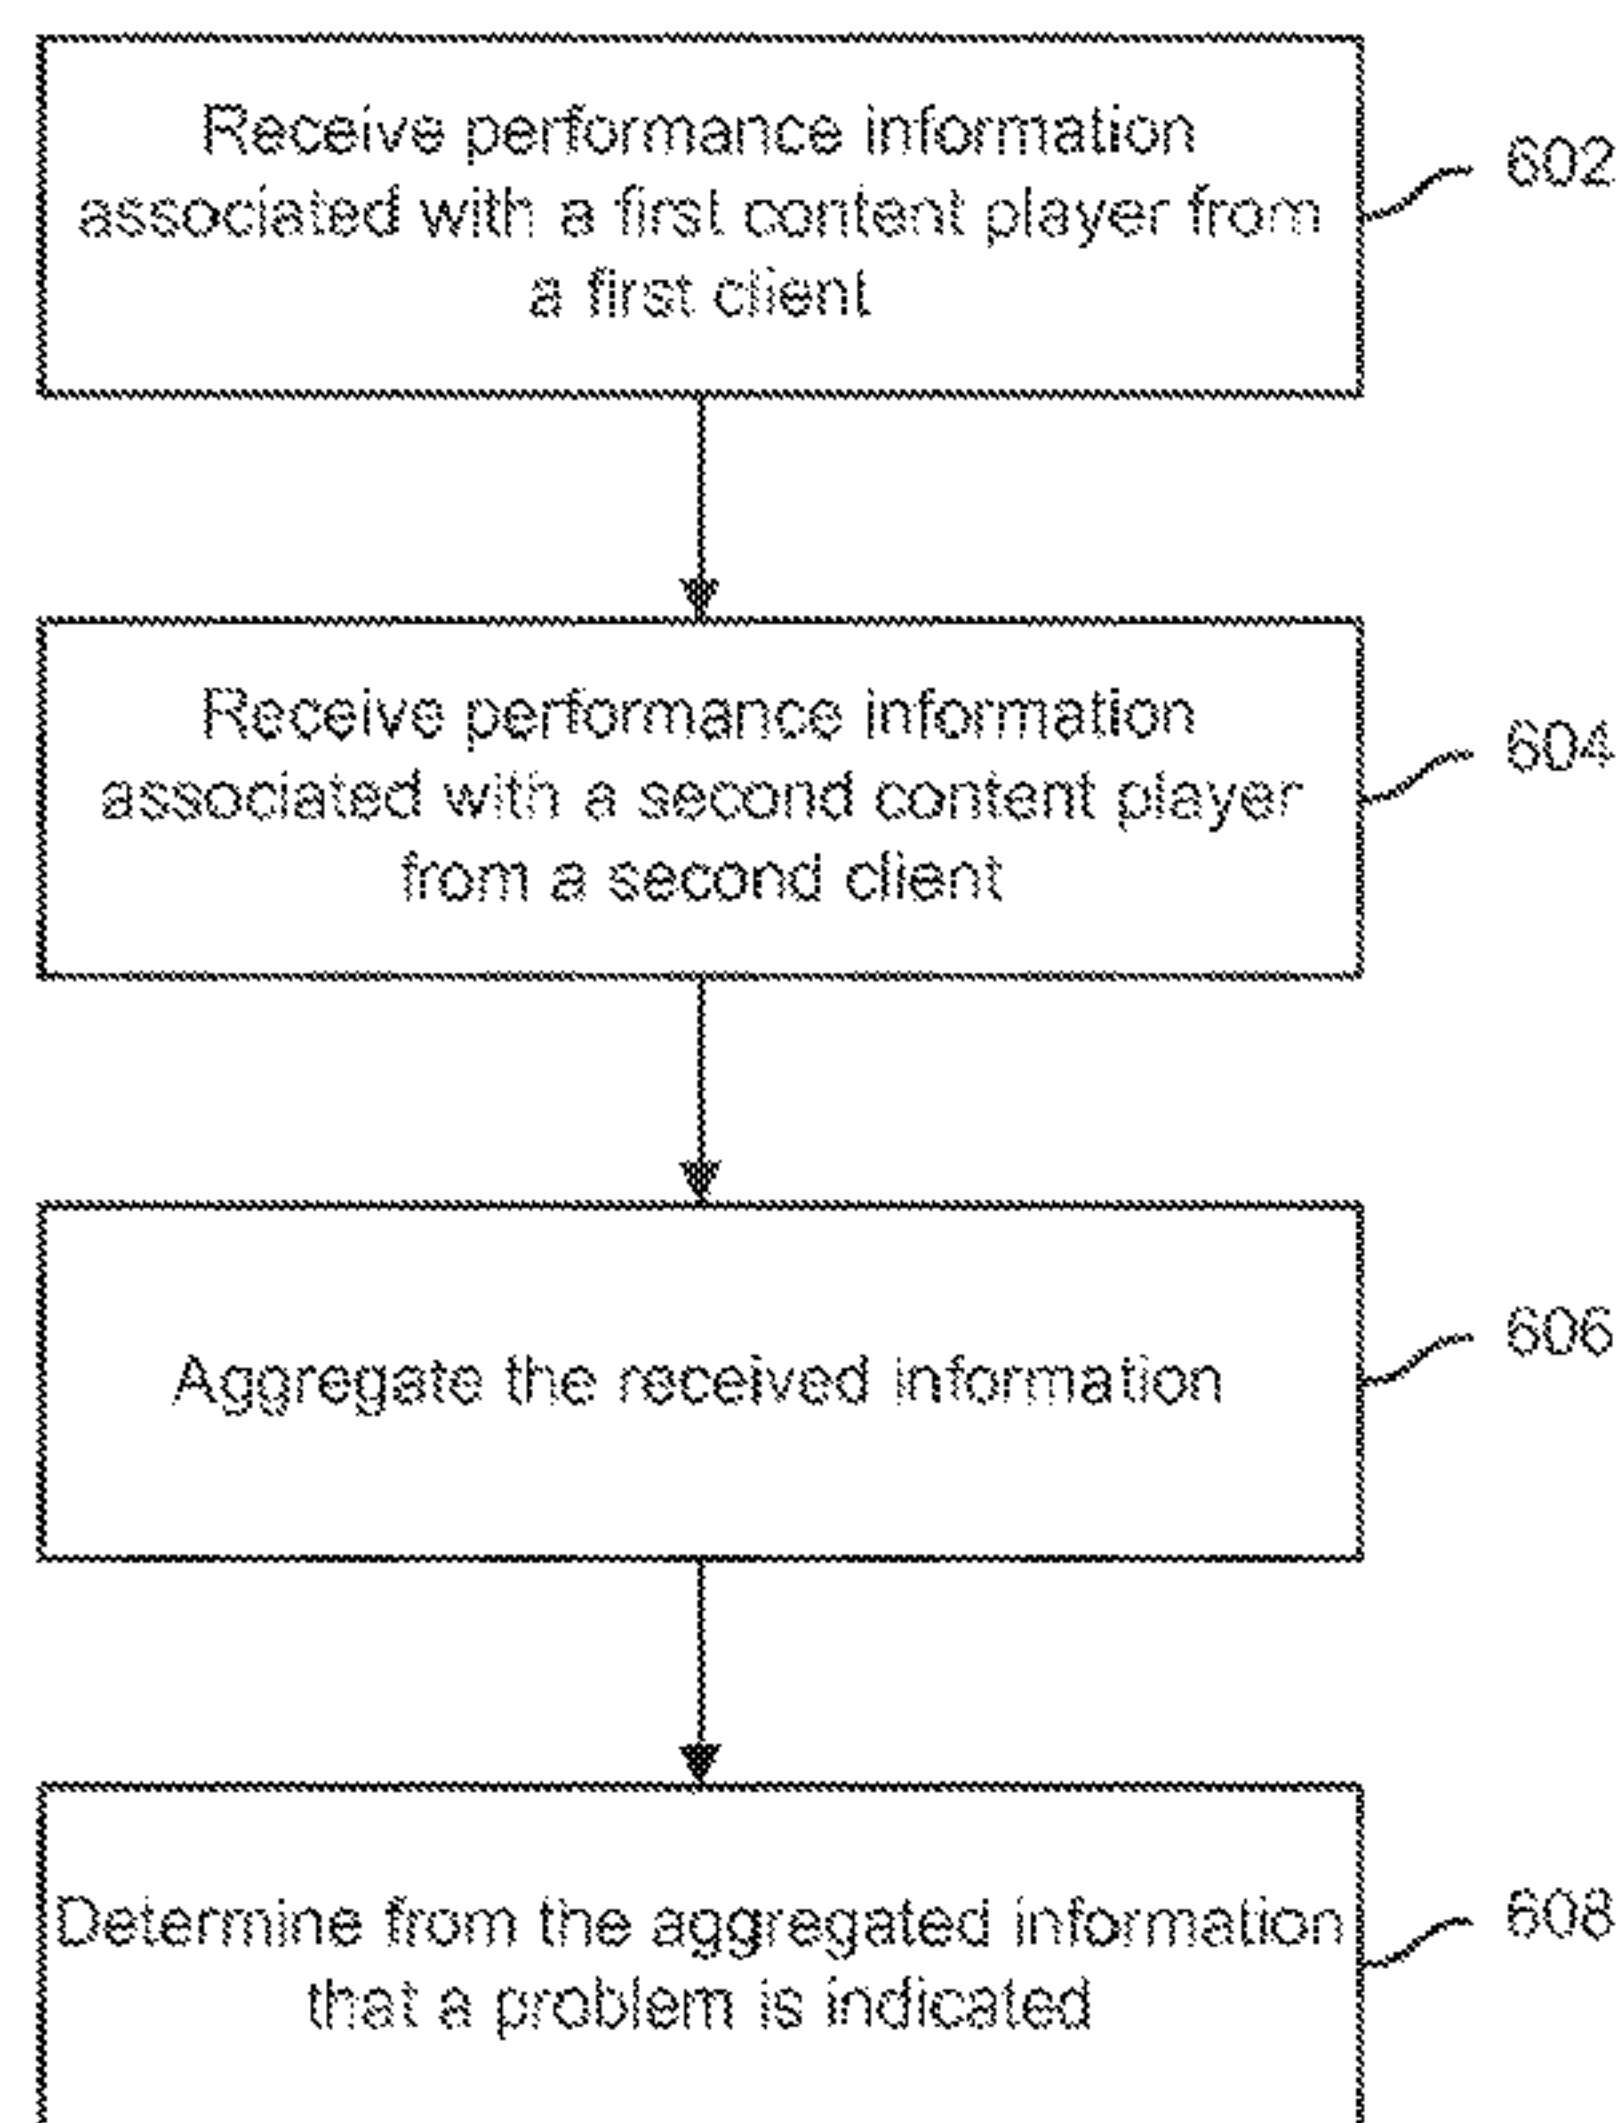 Receive performance information
associated with a first content player from
a first client
602
Receive performance information
associated with a second content player
from a second client
604
Aggregate the received information
606
Determine from the aggregated information
that a problem is indicated
608